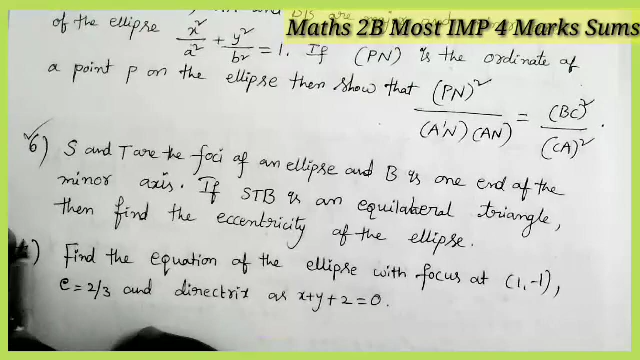 Maths 2B Most IMP 4 Marks Sums
of the ellipse x²/a² + y²/b² = 1. If (PN) is the ordinate of
a point P on the ellipse then show that (PN)²/(A'N)(AN) = (BC)²/(CA)².
6) S and T are the foci of an ellipse and B is one end of the
minor axis. If STB is an equilateral triangle,
then find the eccentricity of the ellipse.
) Find the equation of the ellipse with focus at (1,-1),
e = 2/3 and directrix as x+y+2=0.